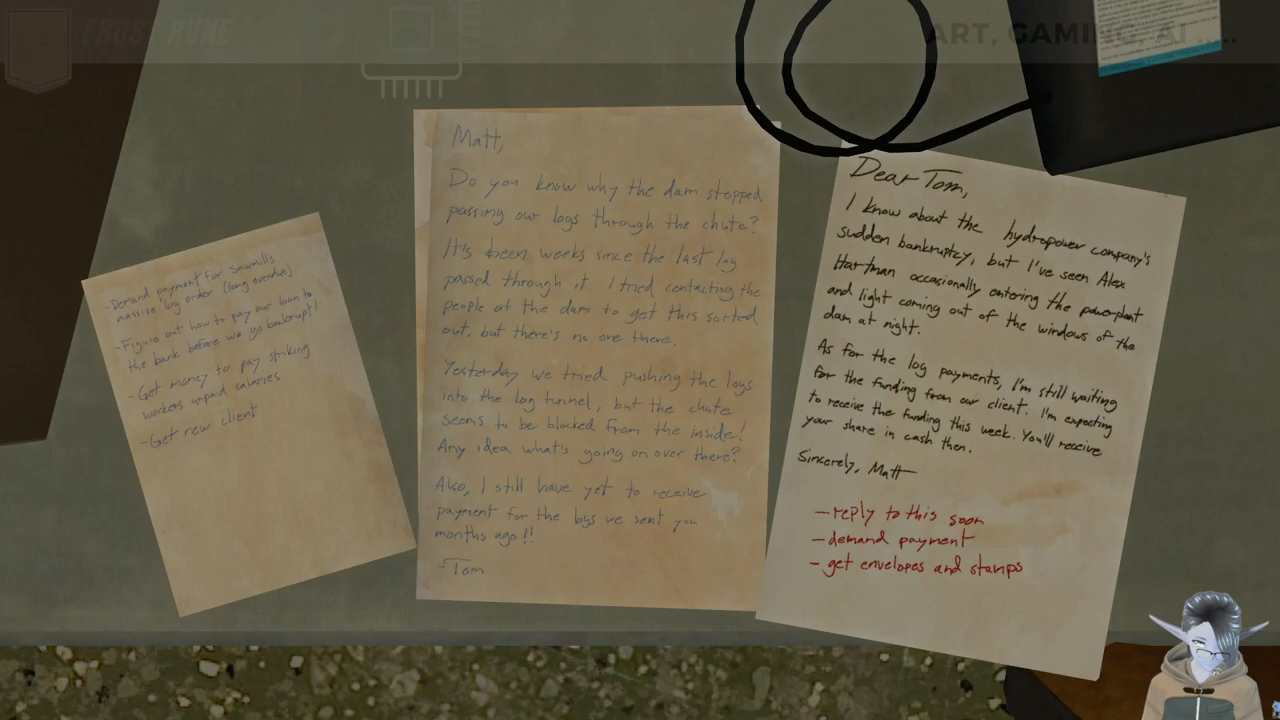 FROST RUNE
ART, GAMING, AI .....
-Demand payment for sawmills
massive log order (long overdue)
-Figure out how to pay our loan to
the bank before we go bankrupt!
-Get money to pay striking
workers unpaid salaries
-Get new client
Matt,
Do you know why the dam stopped
passing our logs through the chute?
It's been weeks since the last log
passed through it. I tried contacting the
people at the dam to get this sorted
out, but there's no one there.
Yesterday we tried pushing the logs
into the log tunnel, but the chute
seems to be blocked from the inside!
Any idea what's going on over there?
Also, I still have yet to receive
payment for the logs we sent you
months ago!!
-Tom
Dear Tom,
I know about the hydropower company's
sudden bankruptcy, but I've seen Alex
Hartman occasionally entering the powerplant
and light coming out of the windows of the
dam at night.
As for the log payments, I'm still waiting
for the funding from our client. I'm expecting
to receive the funding this week. You'll receive
your share in cash then.
Sincerely, Matt
-reply to this soon
-demand payment
-get envelopes and stamps